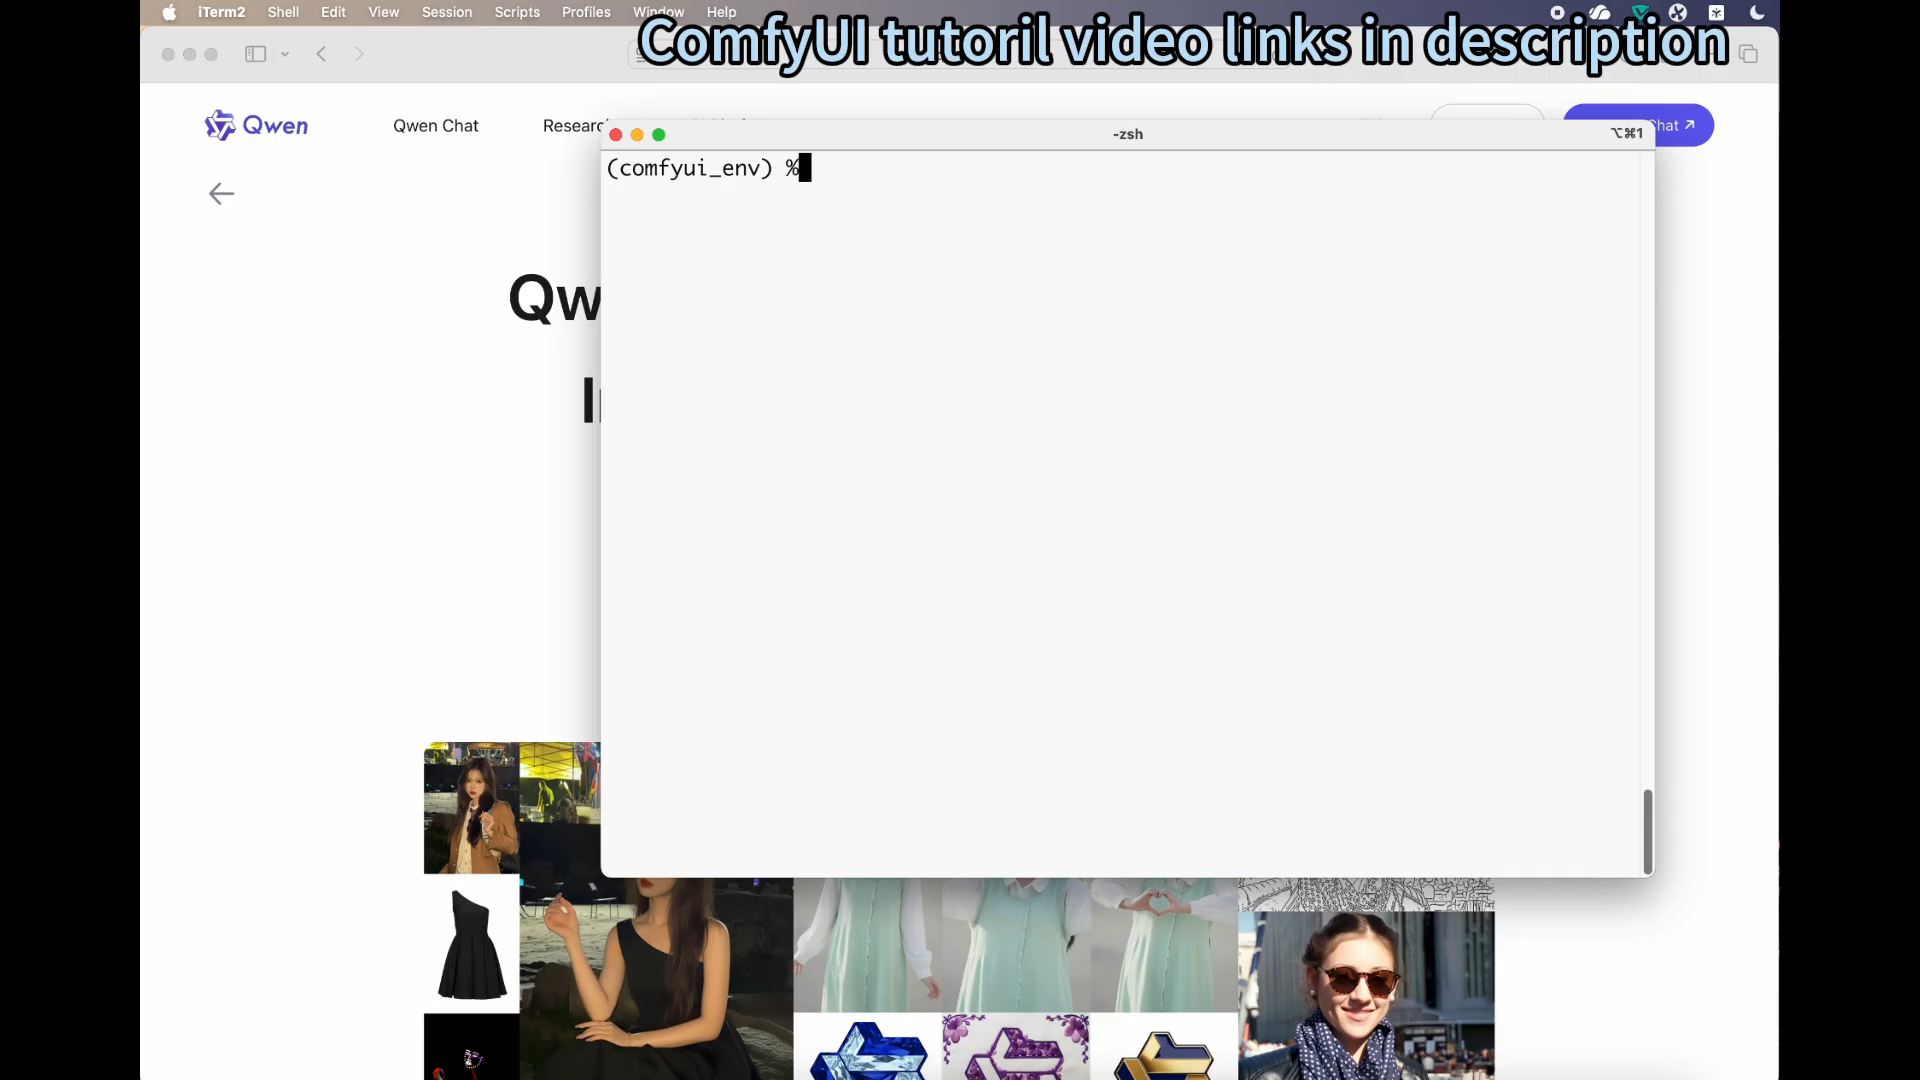 iTerm2 Shell Edit View Session Scripts Profiles Window Help
ComfyUI tutoril video links in description
Qwen
Qwen Chat
-zsh
⌥⌘1
(comfyui_env) %